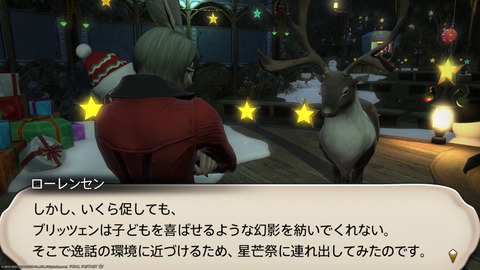 ローレンセン
しかし、いくら促しても、
ブリッツェンは子どもを喜ばせるような幻影を紡いでくれない。
そこで逸話の環境に近づけるため、星芒祭に連れ出してみたのです。